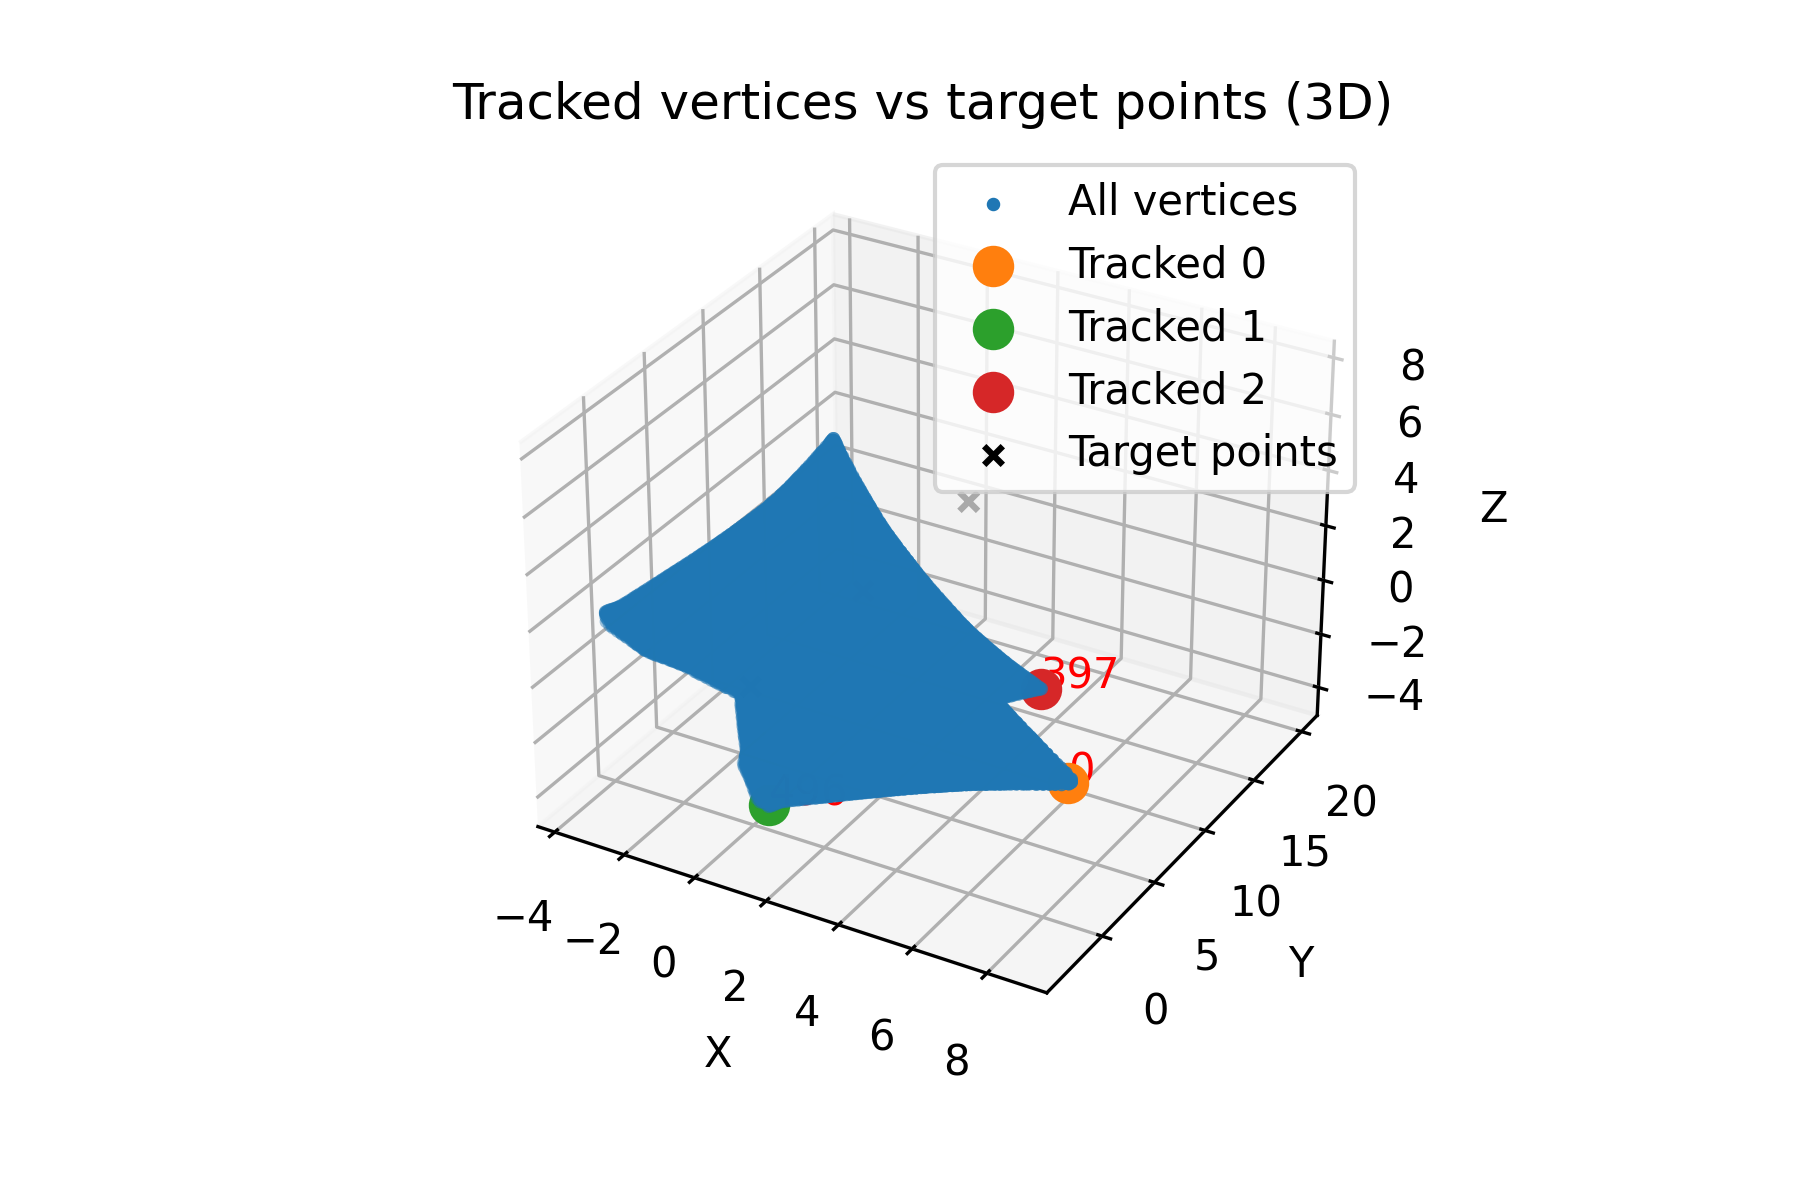 Tracked vertices vs target points (3D)
All vertices
Tracked 0
Tracked 1
Tracked 2
Target points
8
6
4
2
0
−2
−4
Z
397
0
−4
−2
0
2
4
6
8
X
0
5
10
15
20
Y